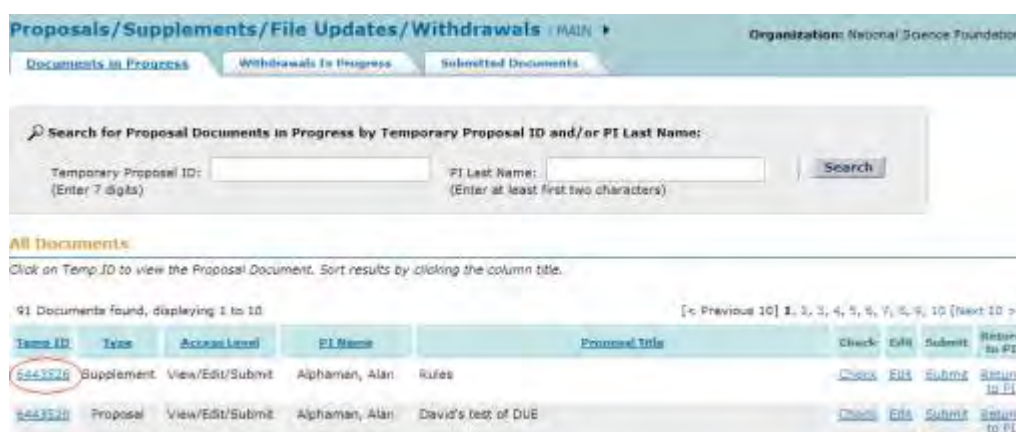 Proposals/Supplements/File Updates/Withdrawals : MAIN
Organization: National Science Foundation
Documents in Progress Withdrawals In Progress Submitted Documents
Search for Proposal Documents in Progress by Temporary Proposal ID and/or PI Last Name:
Temporary Proposal ID: PI Last Name: Search
(Enter 7 digits) (Enter at least first two characters)
All Documents
Click on Temp ID to view the Proposal Document. Sort results by clicking the column title.
91 Documents found, displaying 1 to 10 [< Previous 10] 1, 2, 3, 4, 5, 6, 7, 8, 9, 10 [Next 10 >
Temp ID Type Access Level PI Name Proposal Title Check Edit Submit Return to PI
Supplement View/Edit/Submit Alphaman, Alan Rules Check Edit Submit Return to PI
Proposal View/Edit/Submit Alphaman, Alan David's test of DUE Check Edit Submit Return to PI